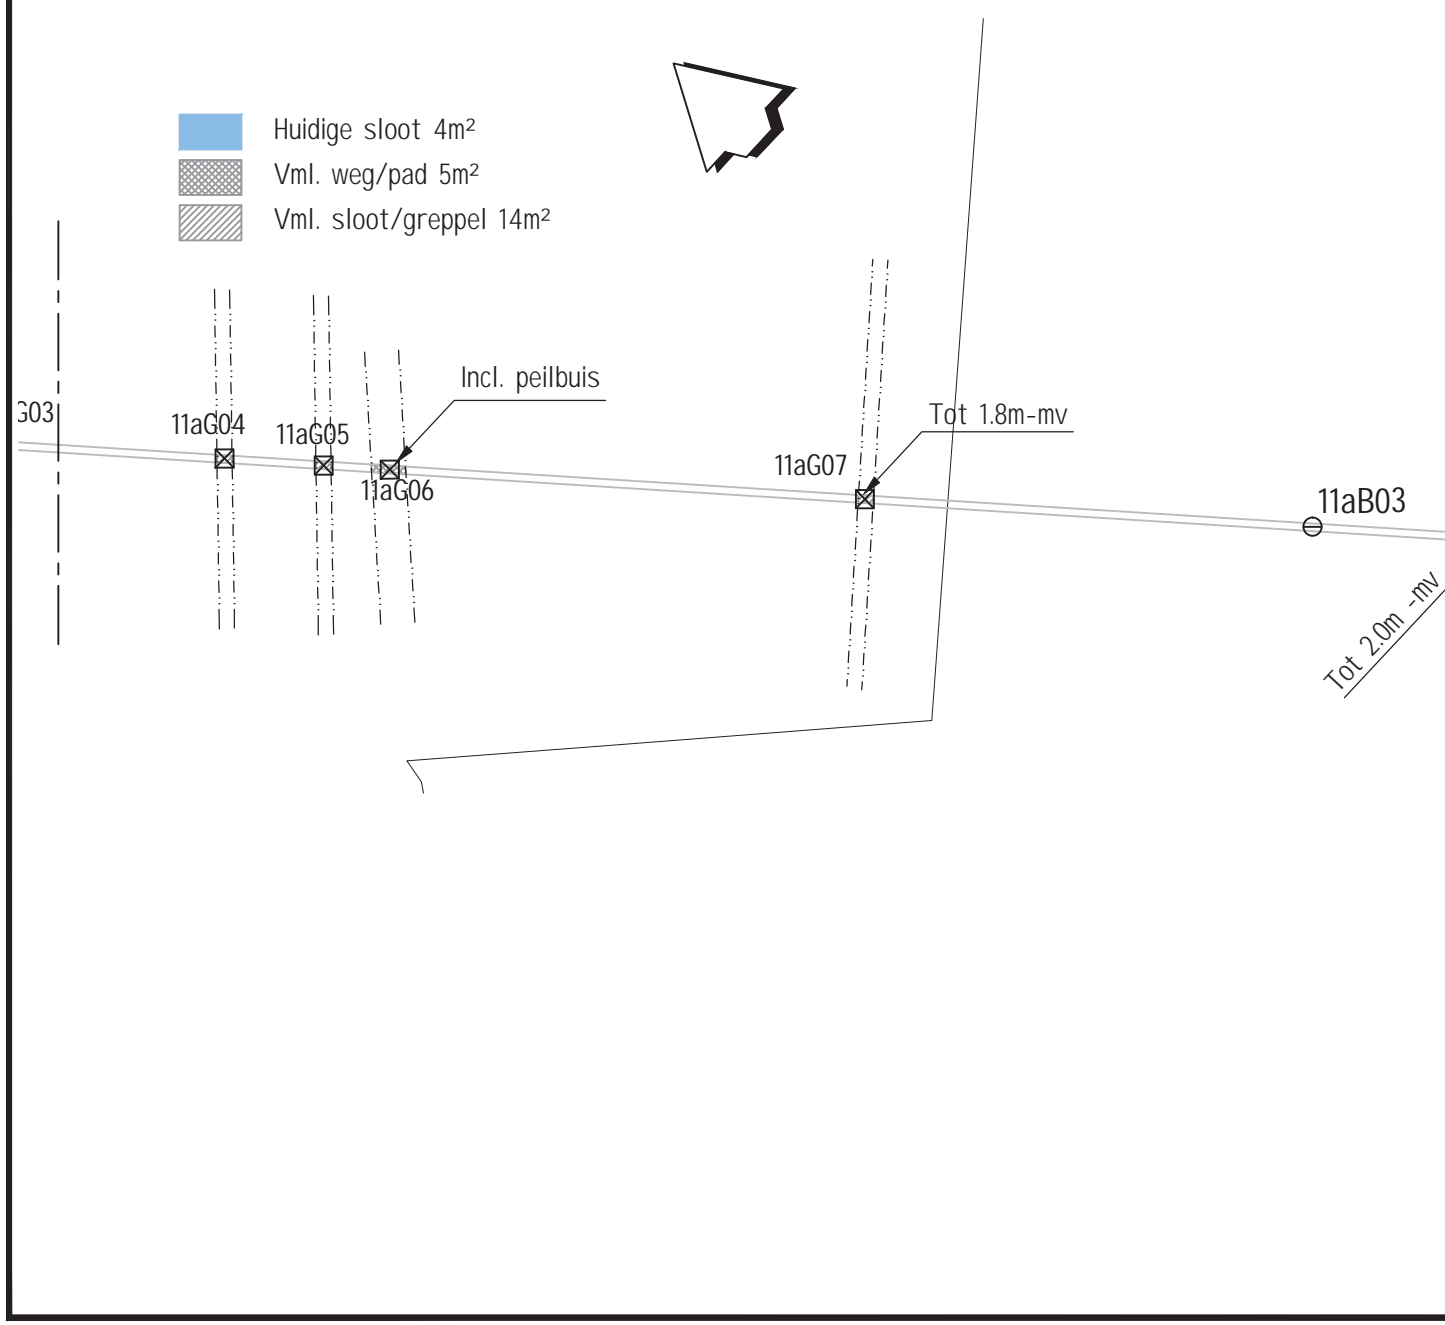 Huidige sloot 4m²
Vml. weg/pad 5m²
Vml. sloot/greppel 14m²
Incl. peilbuis
G03
11aG04
11aG05
11aG06
Tot 1.8m-mv
11aG07
11aB03
Tot 2.0m -mv